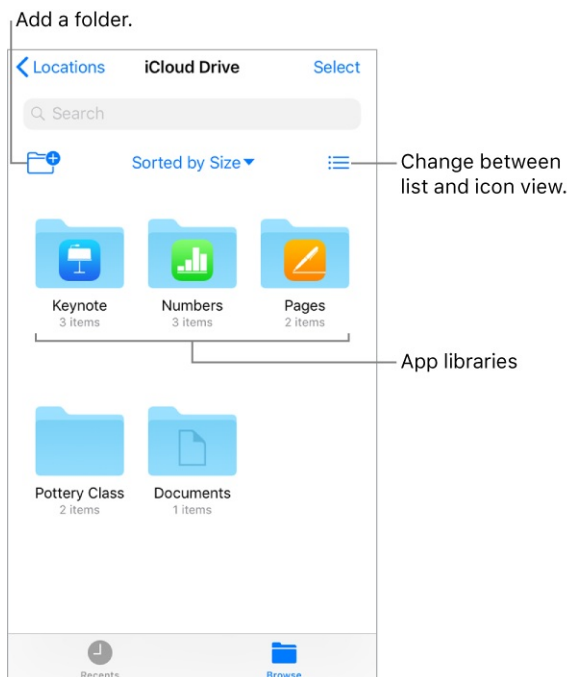 Add a folder.
Locations iCloud Drive Select
Search
Sorted by Size
Change between
list and icon view.
Keynote Numbers Pages
3 items 3 items 2 items
App libraries
Pottery Class Documents
2 items 1 items
Recents Browse